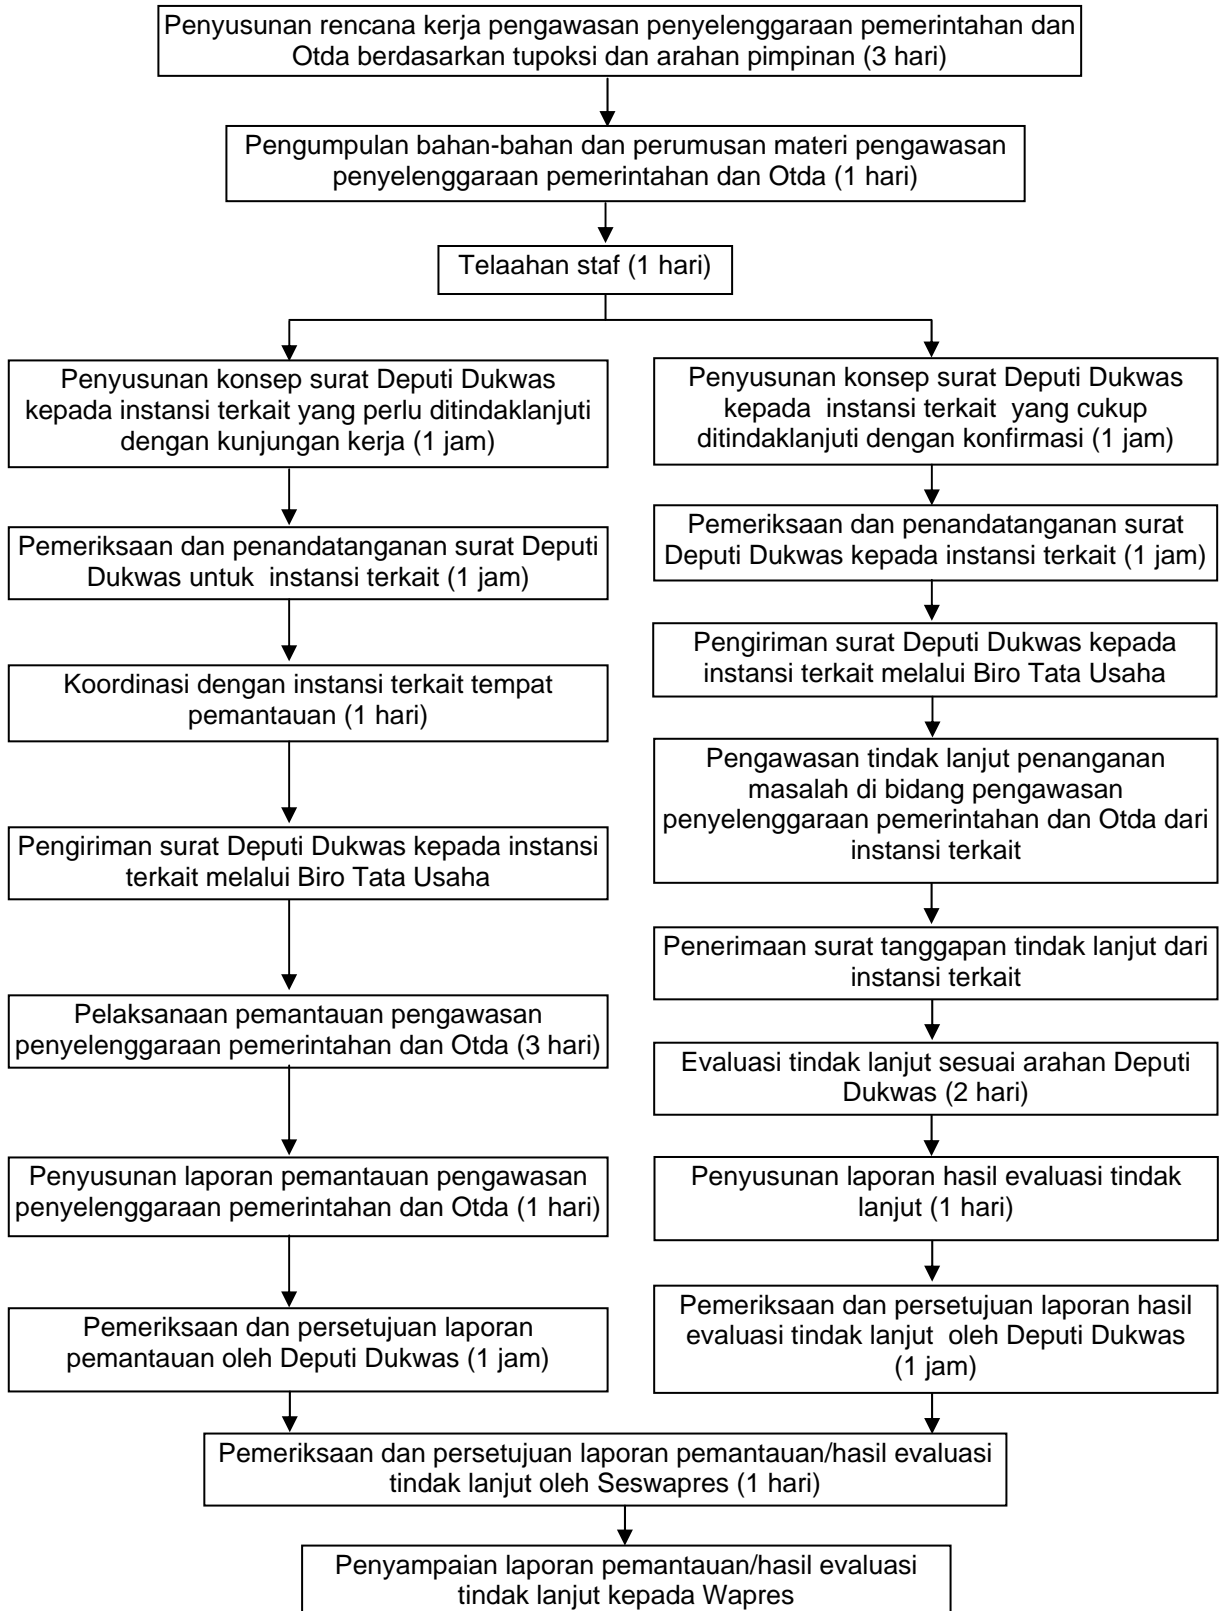 Penyusunan rencana kerja pengawasan penyelenggaraan pemerintahan dan
Otda berdasarkan tupoksi dan arahan pimpinan (3 hari)
Pengumpulan bahan-bahan dan perumusan materi pengawasan
penyelenggaraan pemerintahan dan Otda (1 hari)
Telaahan staf (1 hari)
Penyusunan konsep surat Deputi Dukwas
kepada instansi terkait yang perlu ditindaklanjuti
dengan kunjungan kerja (1 jam)
Pemeriksaan dan penandatanganan surat Deputi
Dukwas untuk instansi terkait (1 jam)
Koordinasi dengan instansi terkait tempat
pemantauan (1 hari)
Pengiriman surat Deputi Dukwas kepada instansi
terkait melalui Biro Tata Usaha
Pelaksanaan pemantauan pengawasan
penyelenggaraan pemerintahan dan Otda (3 hari)
Penyusunan laporan pemantauan pengawasan
penyelenggaraan pemerintahan dan Otda (1 hari)
Pemeriksaan dan persetujuan laporan
pemantauan oleh Deputi Dukwas (1 jam)
Penyusunan konsep surat Deputi Dukwas
kepada instansi terkait yang cukup
ditindaklanjuti dengan konfirmasi (1 jam)
Pemeriksaan dan penandatanganan surat
Deputi Dukwas kepada instansi terkait (1 jam)
Pengiriman surat Deputi Dukwas kepada
instansi terkait melalui Biro Tata Usaha
Pengawasan tindak lanjut penanganan
masalah di bidang pengawasan
penyelenggaraan pemerintahan dan Otda dari
instansi terkait
Penerimaan surat tanggapan tindak lanjut dari
instansi terkait
Evaluasi tindak lanjut sesuai arahan Deputi
Dukwas (2 hari)
Penyusunan laporan hasil evaluasi tindak
lanjut (1 hari)
Pemeriksaan dan persetujuan laporan hasil
evaluasi tindak lanjut oleh Deputi Dukwas
(1 jam)
Pemeriksaan dan persetujuan laporan pemantauan/hasil evaluasi
tindak lanjut oleh Seswapres (1 hari)
Penyampaian laporan pemantauan/hasil evaluasi
tindak lanjut kepada Wapres